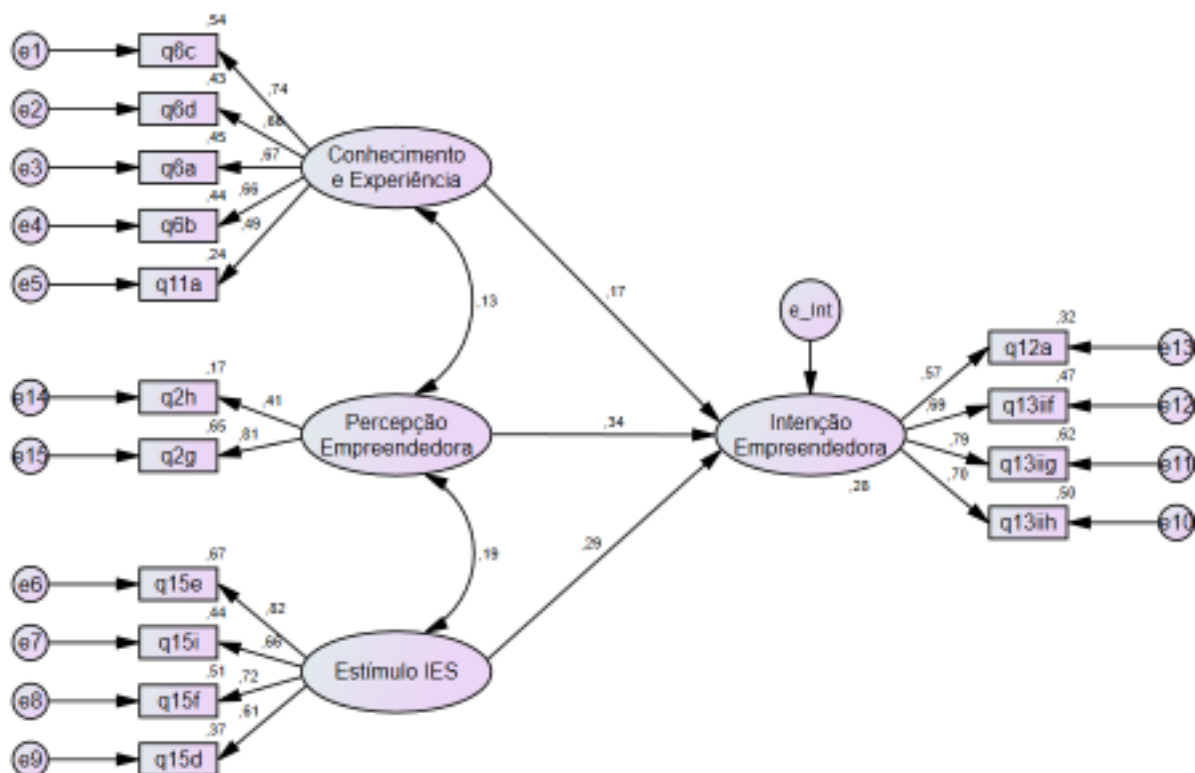 ,54
e1
q6c
,74
,43
e2
q6d
,45
,67
e3
q6a
Conhecimento
e Experiência
,44
,66
e4
q6b
,49
,24
e5
q11a
,13
,17
e_int
,32
q12a
e13
,57
,47
,69
q13iif
e12
,79
,62
q13iig
e11
,70
,50
q13iih
e10
,17
e14
q2h
,41
,65
,81
e15
q2g
Percepção
Empreendedora
,34
Intenção
Empreendedora
,28
,19
,29
,67
e6
q15e
,82
,44
e7
q15i
,66
,51
,72
e8
q15f
Estímulo IES
,61
,37
e9
q15d